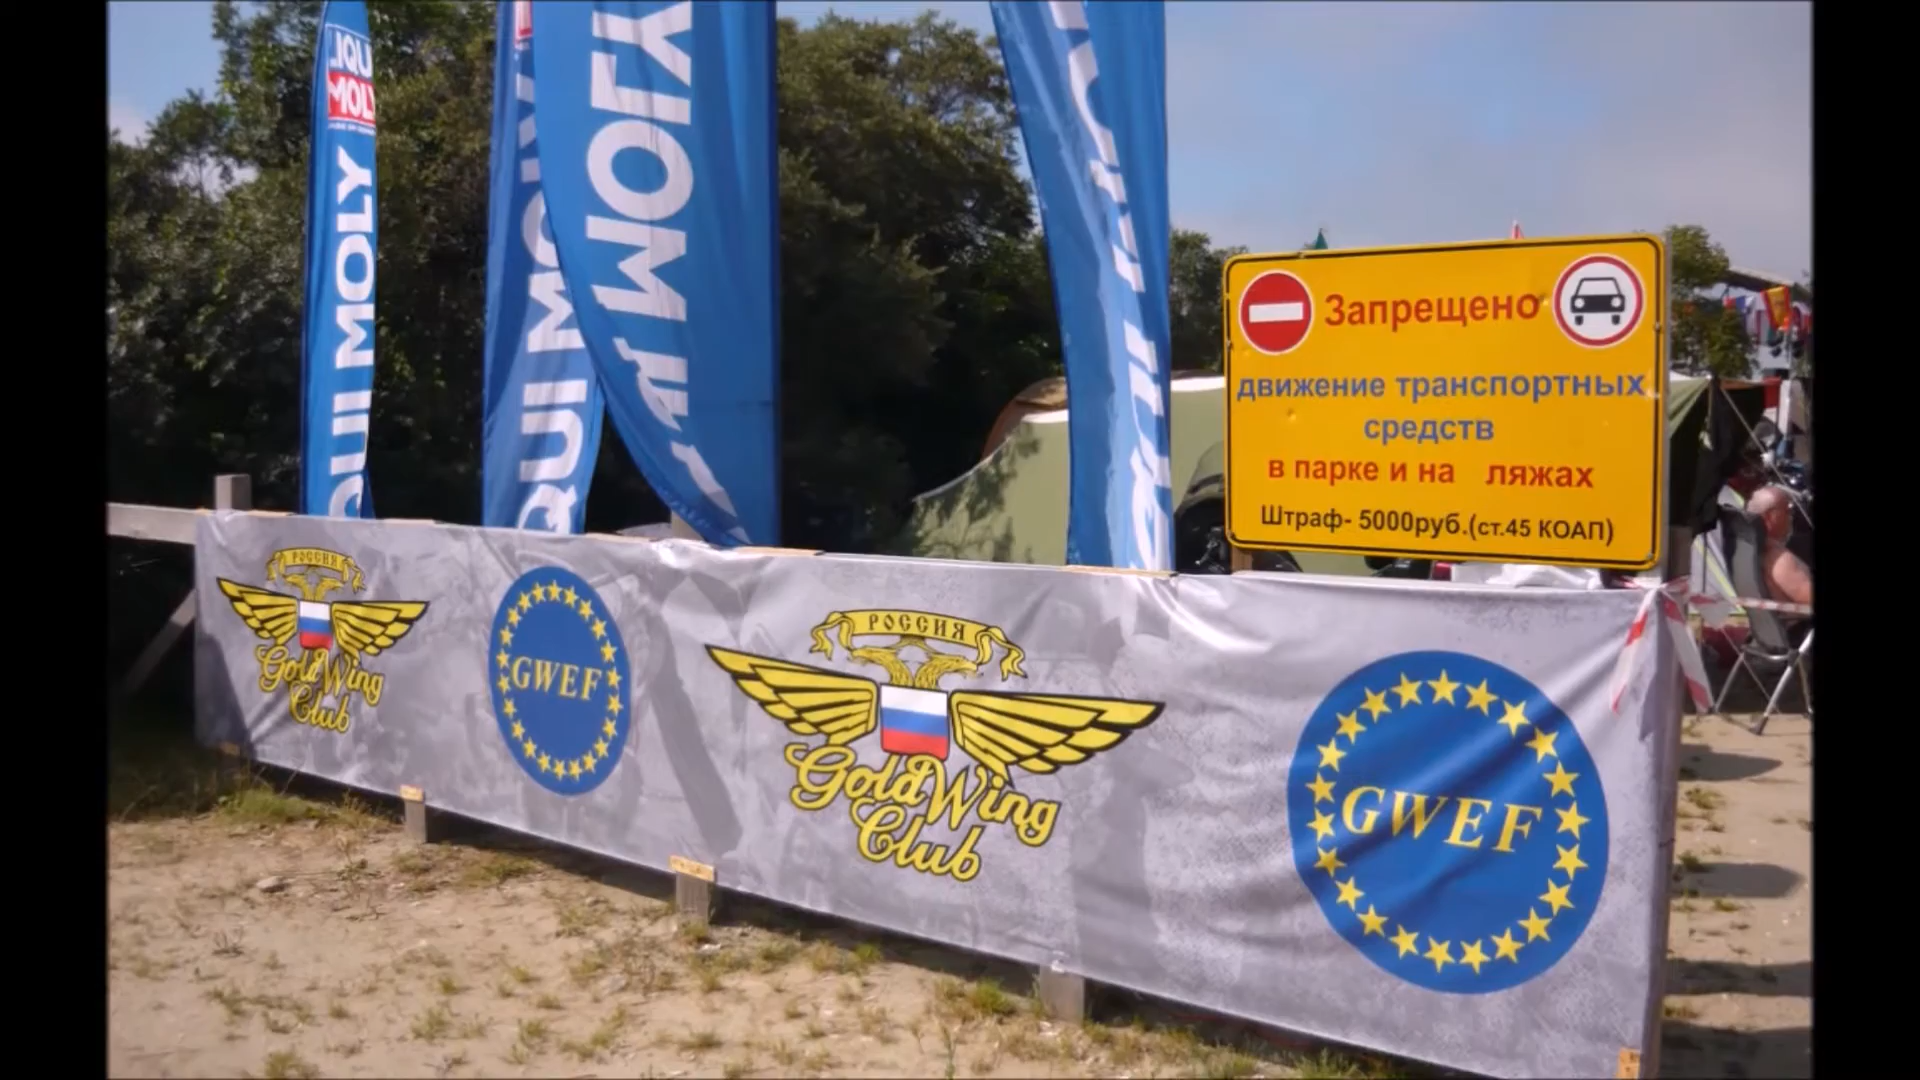 LIQUI
MOLY
QUI MOLY
QUI MO
MOLY
Запрещено
движение транспортных
средств
в парке и на ляжах
Штраф- 5000руб.(ст.45 КОАП)
РОССИЯ
Gold Wing
Club
GWEF
РОССИЯ
Gold Wing
Club
GWEF